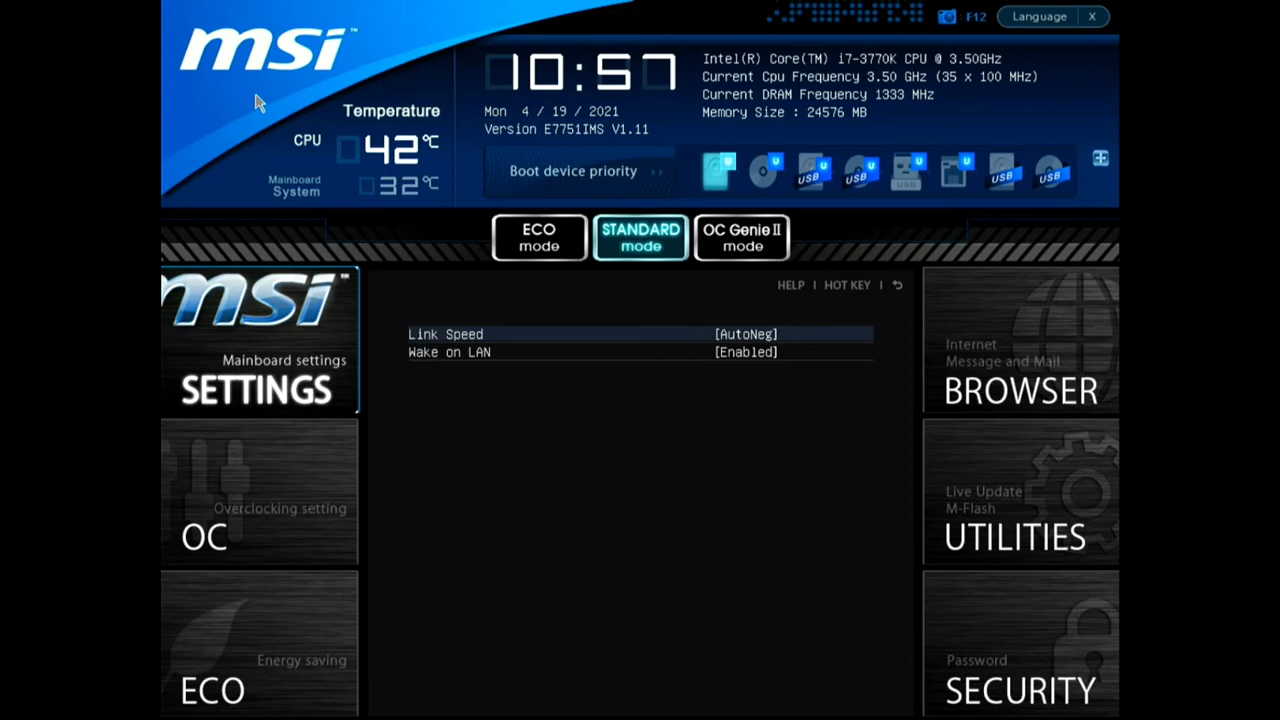 msi™
F12
Language | X
Temperature
CPU 42°C
Mainboard
System 32°C
10:57
Mon 4 / 19 / 2021
Version E7751IMS V1.11
Intel(R) Core(TM) i7-3770K CPU @ 3.50GHz
Current Cpu Frequency 3.50 GHz (35 x 100 MHz)
Current DRAM Frequency 1333 MHz
Memory Size : 24576 MB
Boot device priority
U U USB U USB U USB U U USB USB
ECO
mode
STANDARD
mode
OC Genie II
mode
msi™
Mainboard settings
SETTINGS
Overclocking setting
OC
Energy saving
ECO
HELP | HOT KEY |
Link Speed [AutoNeg]
Wake on LAN [Enabled]
Internet
Message and Mail
BROWSER
Live Update
M-Flash
UTILITIES
Password
SECURITY